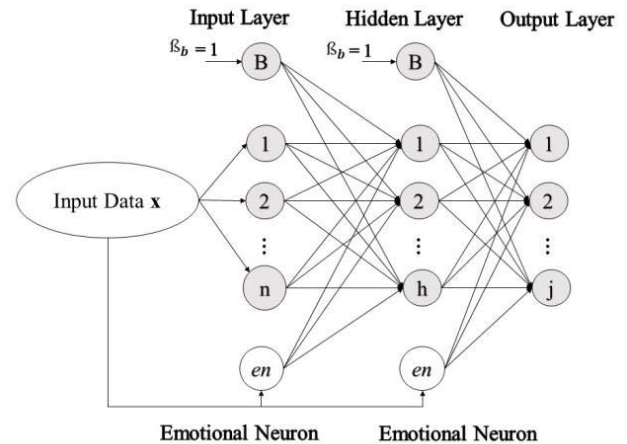 Input Layer Hidden Layer Output Layer
ß_b = 1 B ß_b = 1 B
1 1 1
Input Data x 2 2 2
⋮ ⋮ ⋮
n h j
en en
Emotional Neuron Emotional Neuron